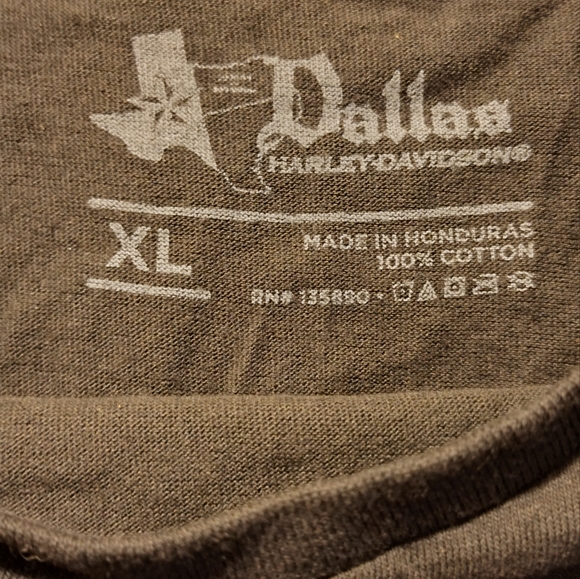 Dallas
HARLEY-DAVIDSON®
XL
MADE IN HONDURAS
100% COTTON
RN# 135890 •